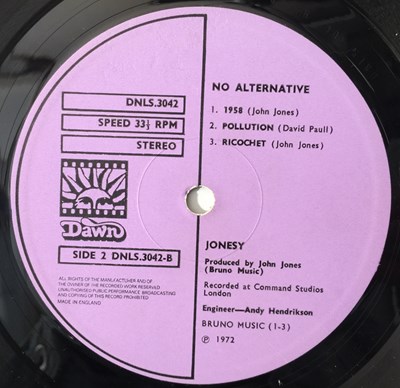 DNLS.3042
SPEED 33⅓ RPM
STEREO
Dawn
SIDE 2 DNLS.3042-B
ALL RIGHTS OF THE MANUFACTURER AND OF
THE OWNER OF THE RECORDED WORK RESERVED
UNAUTHORISED PUBLIC PERFORMANCE BROADCASTING
AND COPYING OF THIS RECORD PROHIBITED
MADE IN ENGLAND
NO ALTERNATIVE
1. 1958 (John Jones)
2. POLLUTION (David Paull)
3. RICOCHET (John Jones)
JONESY
Produced by John Jones
(Bruno Music)
Recorded at Command Studios
London
Engineer—Andy Hendrikson
BRUNO MUSIC (1-3)
℗ 1972